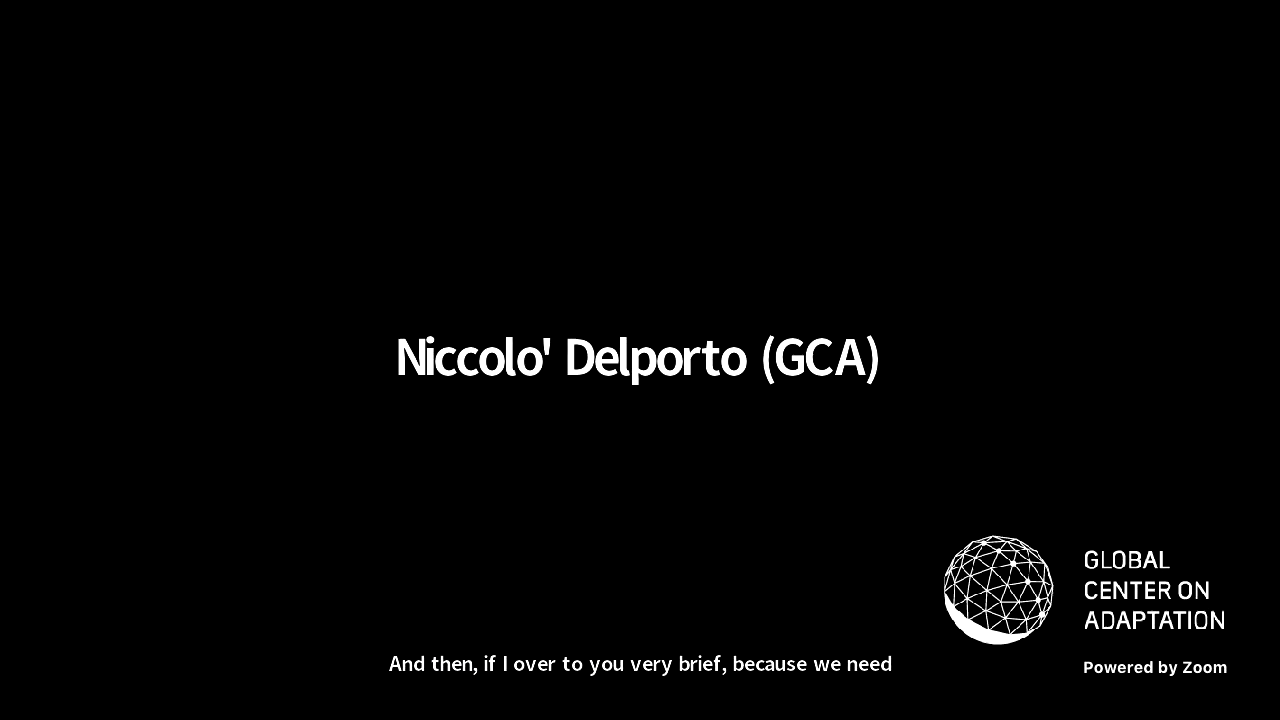 Niccolo' Delporto (GCA)
GLOBAL
CENTER ON
ADAPTATION
And then, if I over to you very brief, because we need
Powered by Zoom